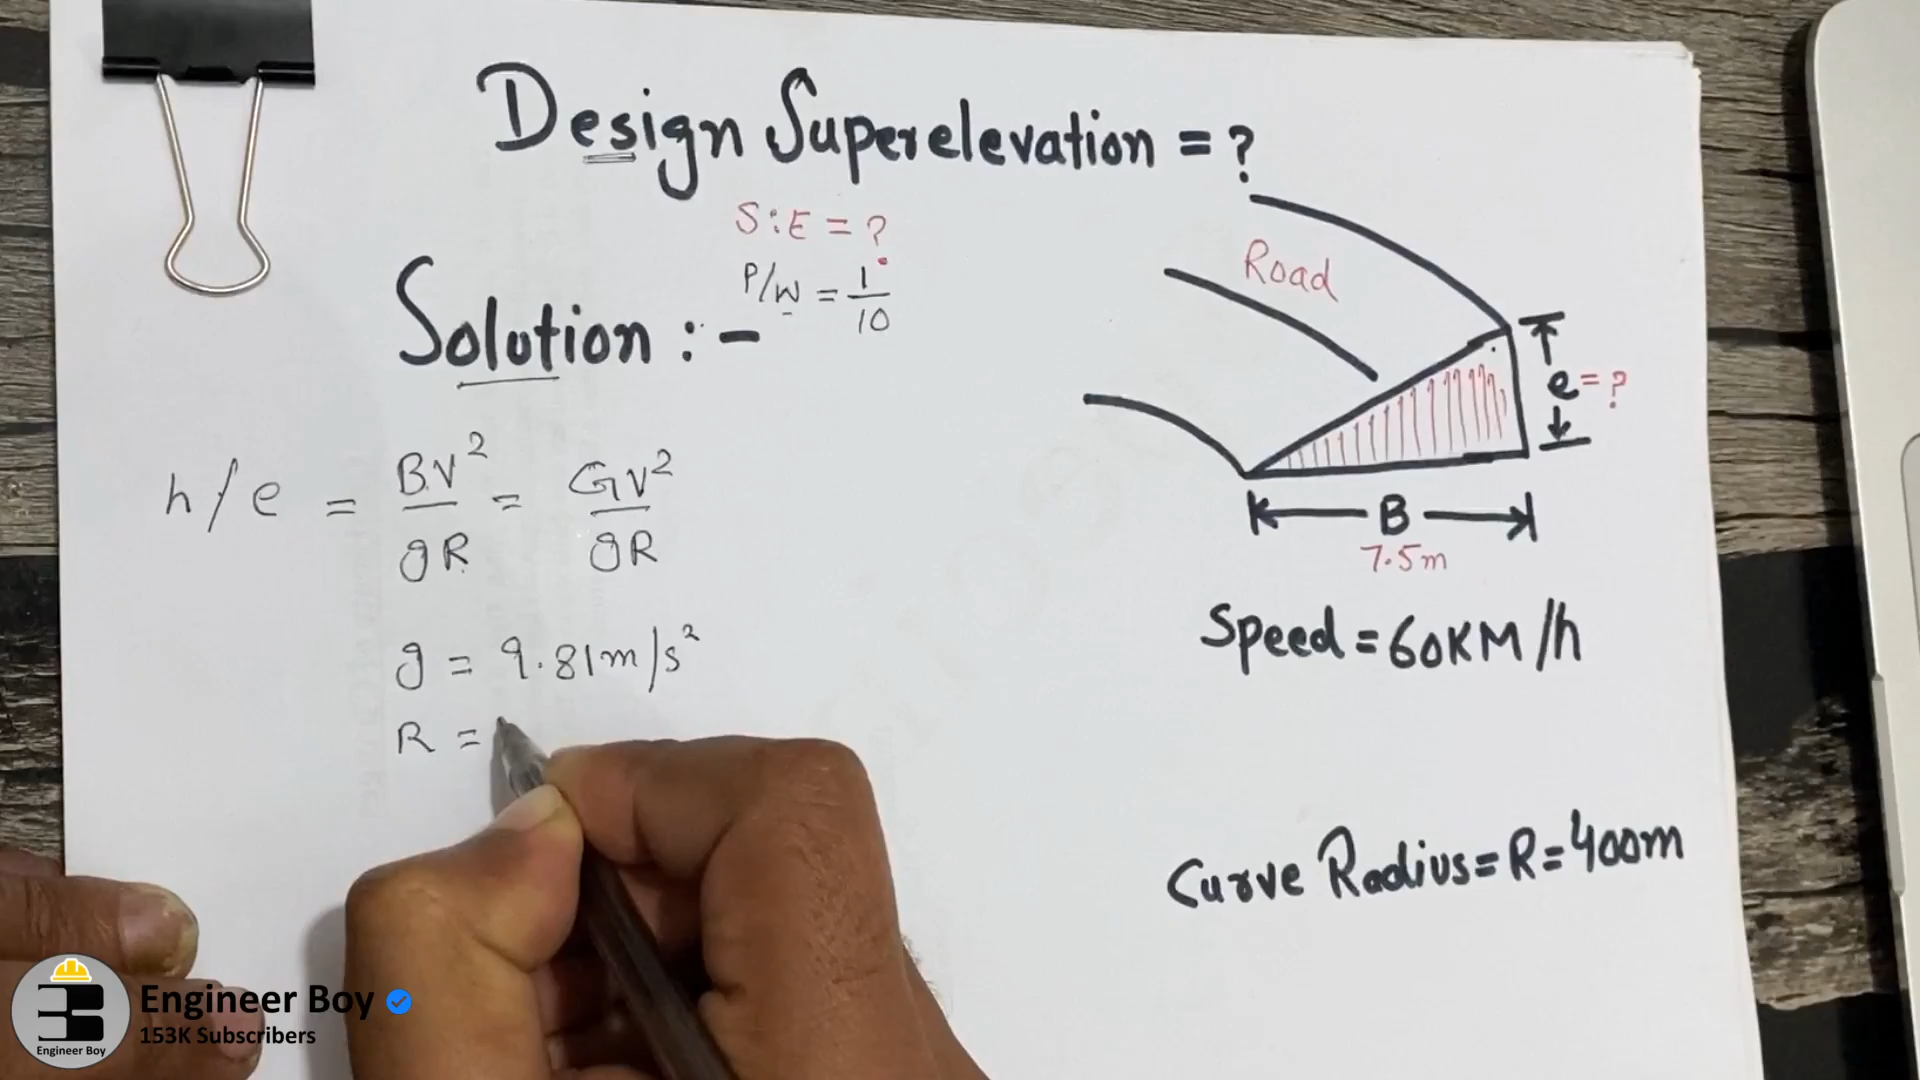 Design Superelevation = ?
S:E = ?
P/W = 1/10
Solution :-
h/e = BV²/gR = GV²/gR
g = 9.81m/s²
R =
Road
e = ?
B
7.5m
Speed = 60KM/h
Curve Radius = R = 400m
Engineer Boy
153K Subscribers
Engineer Boy